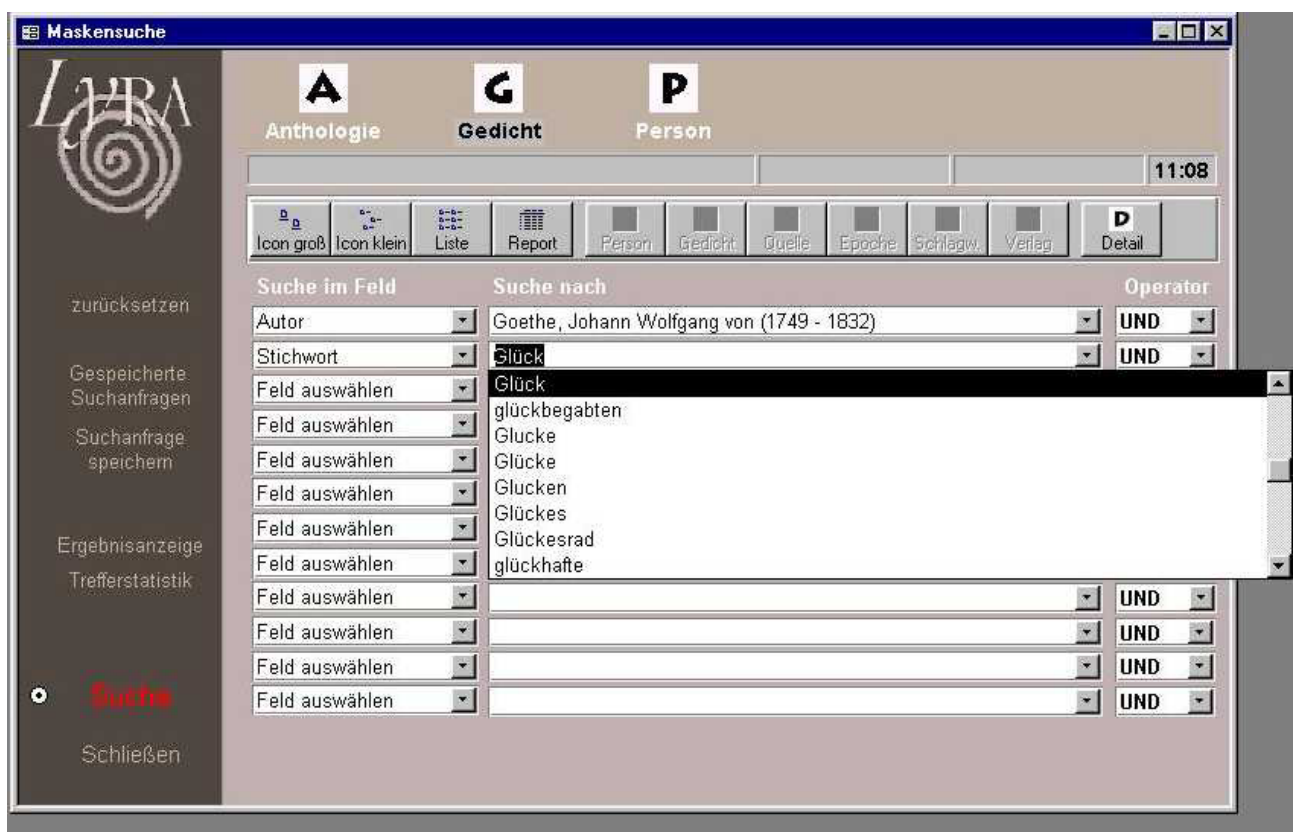 Maskensuche
LYRA
A G P
Anthologie Gedicht Person
11:08
D
Icon groß Icon klein Liste Report Person Gedicht Quelle Epoche Schlagw. Verlag Detail
Suche im Feld Suche nach Operator
Autor Goethe, Johann Wolfgang von (1749 - 1832) UND
Stichwort Glück UND
Feld auswählen Glück
glückbegabten
Feld auswählen Glucke
Feld auswählen Glücke
Feld auswählen Glucken
Glückes
Feld auswählen Glückesrad
Feld auswählen glückhafte
Feld auswählen UND
Feld auswählen UND
Feld auswählen UND
Feld auswählen UND
zurücksetzen
Gespeicherte
Suchanfragen
Suchanfrage
speichern
Ergebnisanzeige
Trefferstatistik
Suche
Schließen